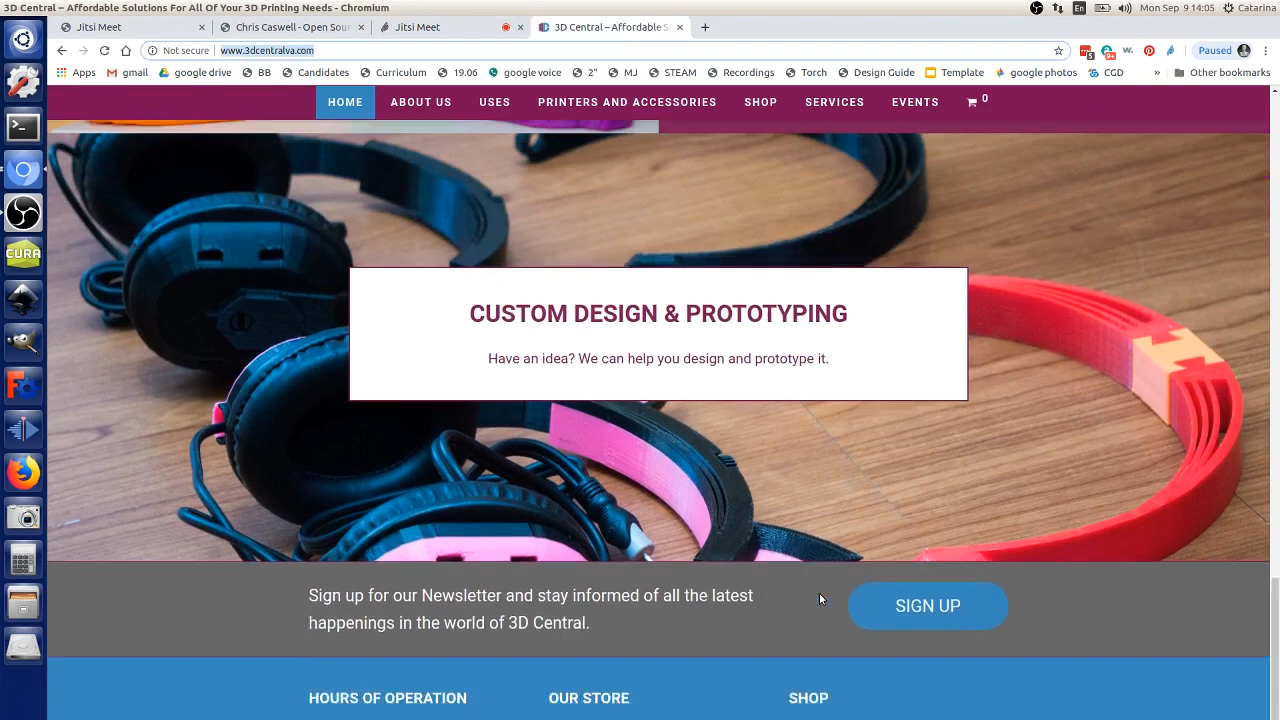 3D Central – Affordable Solutions For All Of Your 3D Printing Needs - Chromium
En
Mon Sep 9 14:05
Catarina
Jitsi Meet
Chris Caswell - Open Sour
Jitsi Meet
3D Central – Affordable S
Not secure
www.3dcentralva.com
Paused
Apps
gmail
google drive
BB
Candidates
Curriculum
19.06
google voice
2"
MJ
STEAM
Recordings
Torch
Design Guide
Template
google photos
CGD
»
Other bookmarks
HOME
ABOUT US
USES
PRINTERS AND ACCESSORIES
SHOP
SERVICES
EVENTS
0
CURA
CUSTOM DESIGN & PROTOTYPING
Have an idea? We can help you design and prototype it.
Sign up for our Newsletter and stay informed of all the latest
happenings in the world of 3D Central.
SIGN UP
HOURS OF OPERATION
OUR STORE
SHOP